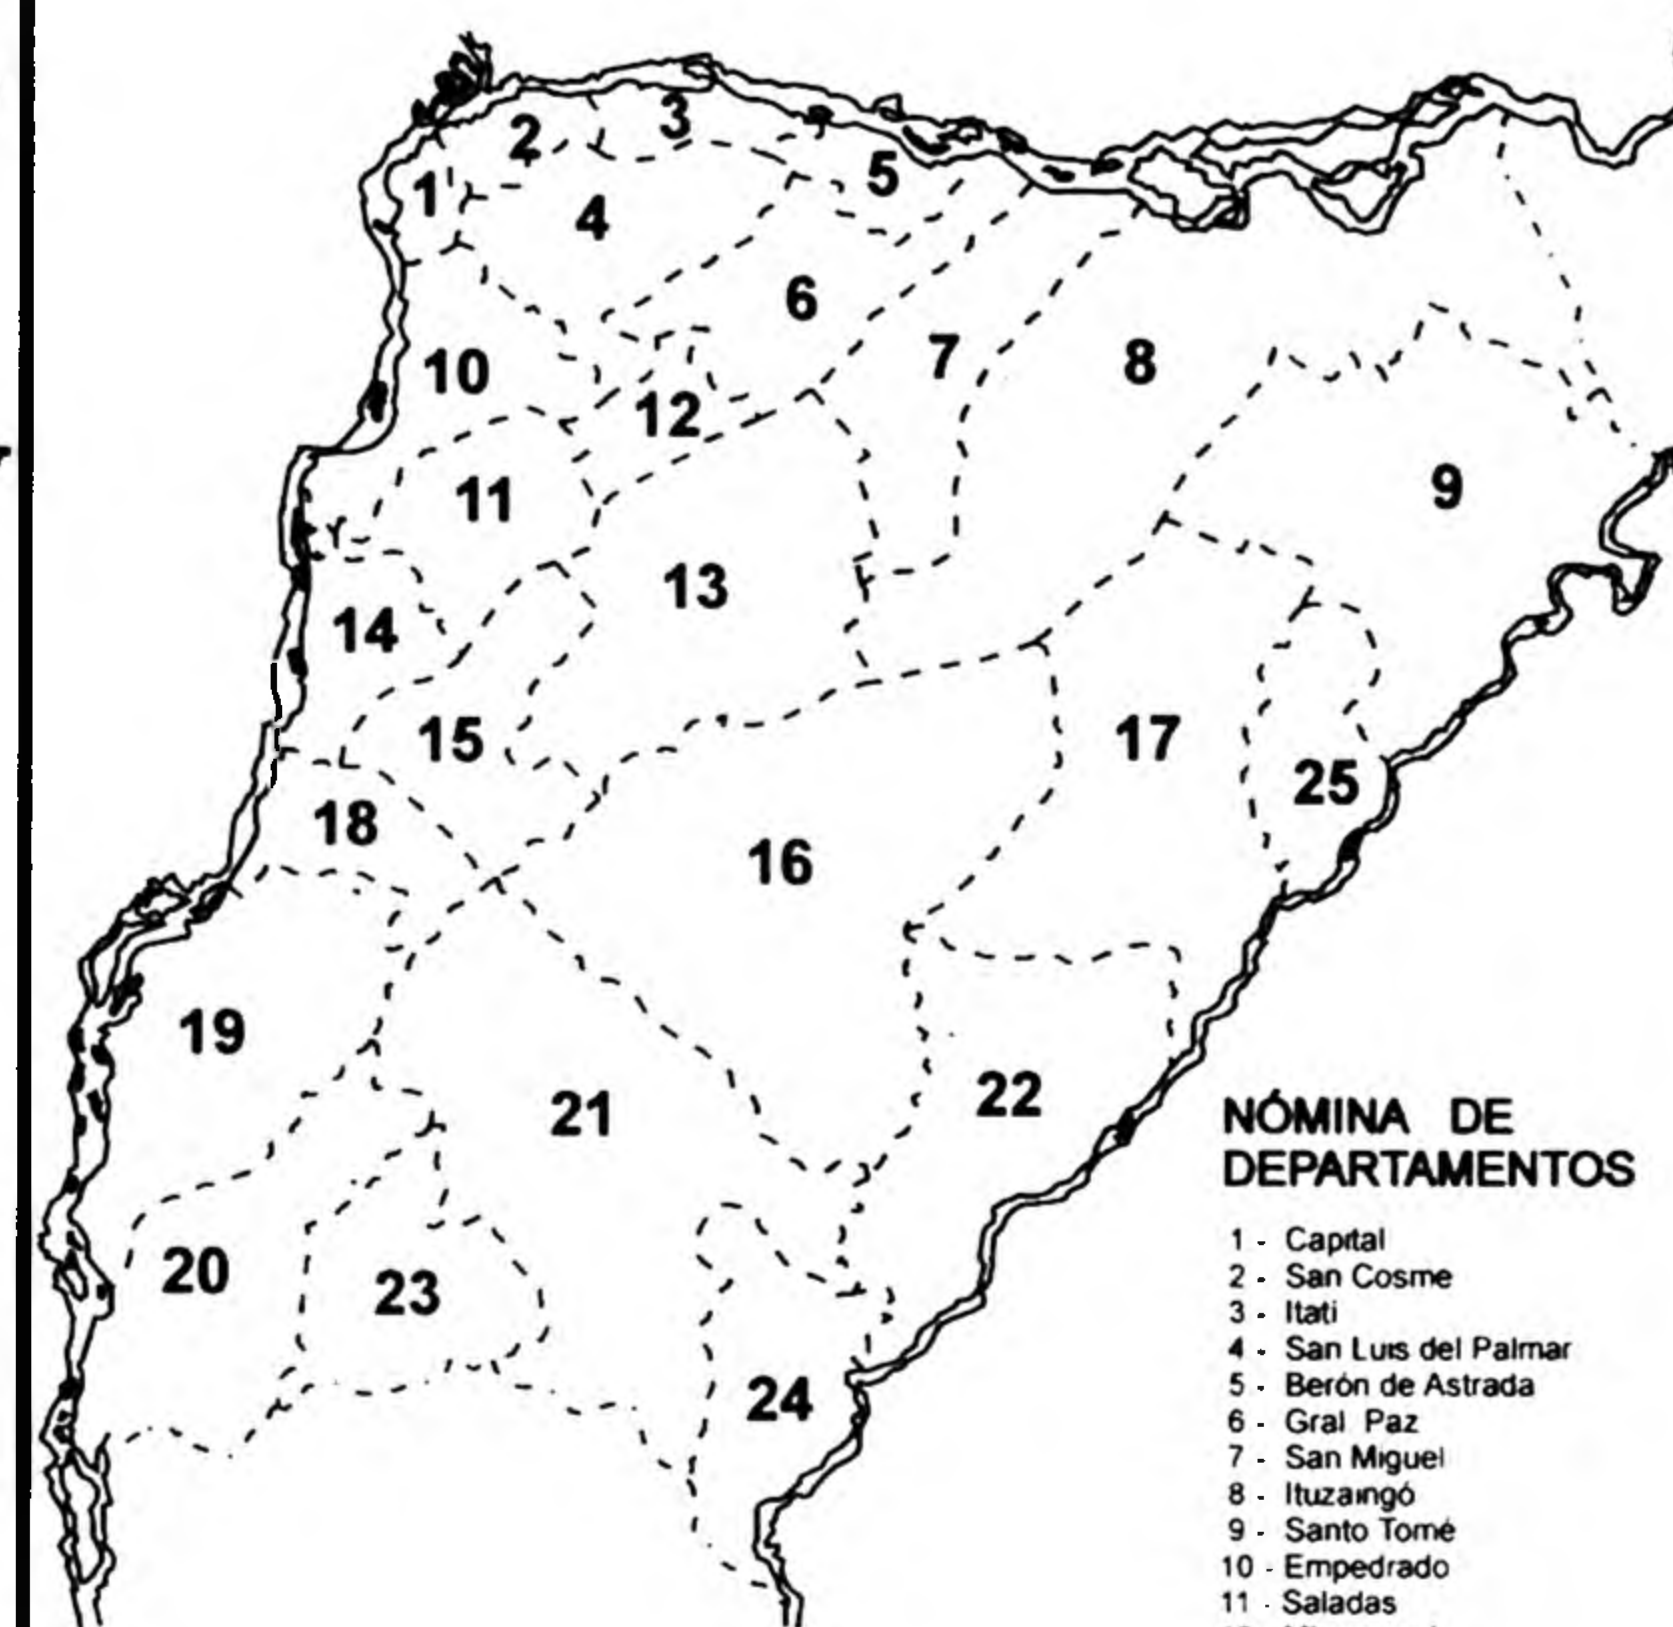 2
3
5
1
4
6
7
8
10
12
9
11
13
14
15
17
25
18
16
19
22
21
20
23
24
NÓMINA DE
DEPARTAMENTOS
1 - Capital
2 - San Cosme
3 - Itati
4 - San Luis del Palmar
5 - Berón de Astrada
6 - Gral Paz
7 - San Miguel
8 - Ituzaingó
9 - Santo Tomé
10 - Empedrado
11 - Saladas